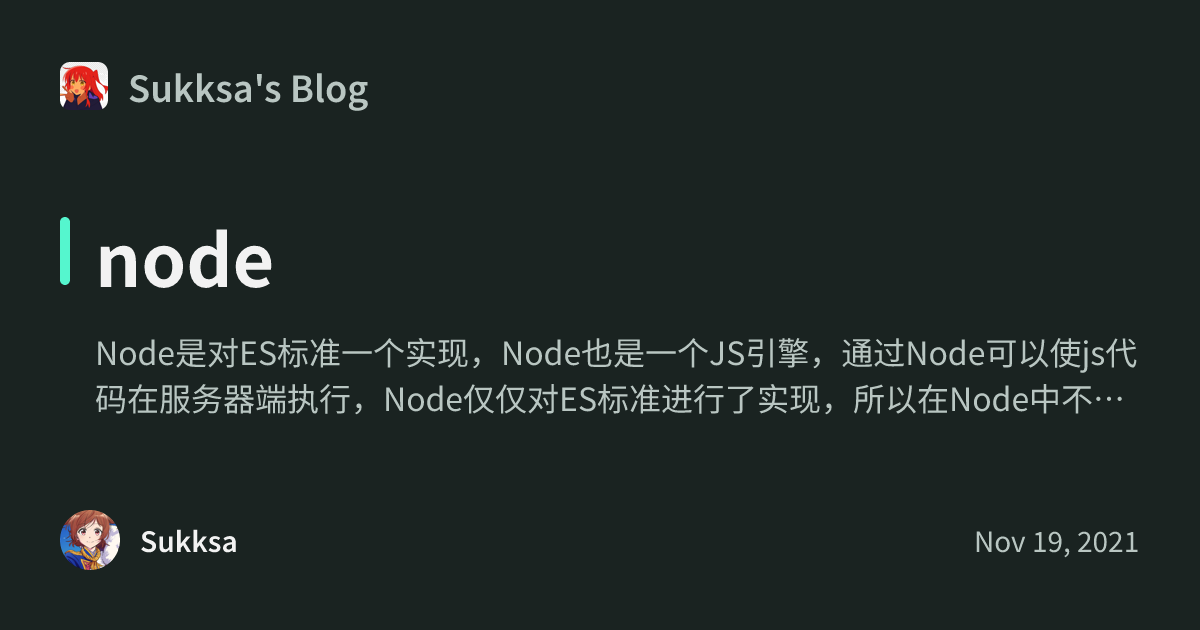 Sukksa's Blog
node
Node是对ES标准一个实现，Node也是一个JS引擎，通过Node可以使js代
码在服务器端执行，Node仅仅对ES标准进行了实现，所以在Node中不…
Sukksa
Nov 19, 2021